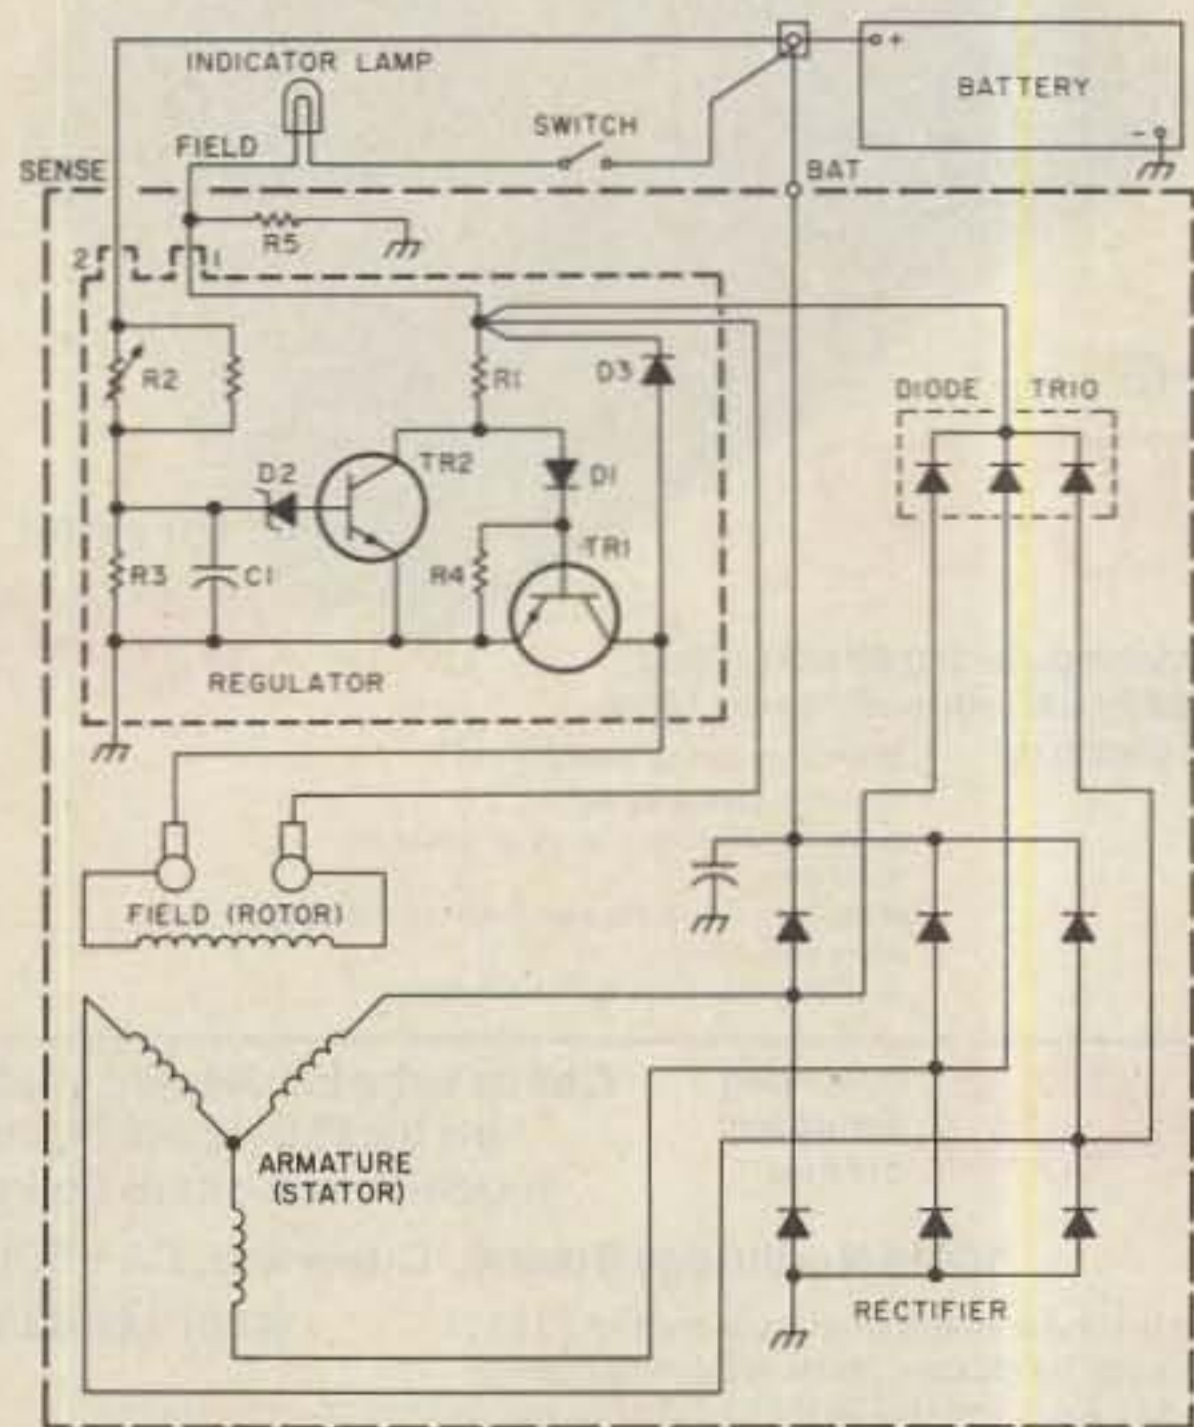 INDICATOR LAMP
+
BATTERY
-
SWITCH
FIELD
SENSE
BAT
R5
2
1
R2
R1
D3
DIODE TRIO
D2
TR2
D1
R3
C1
R4
TR1
REGULATOR
FIELD (ROTOR)
ARMATURE
(STATOR)
RECTIFIER